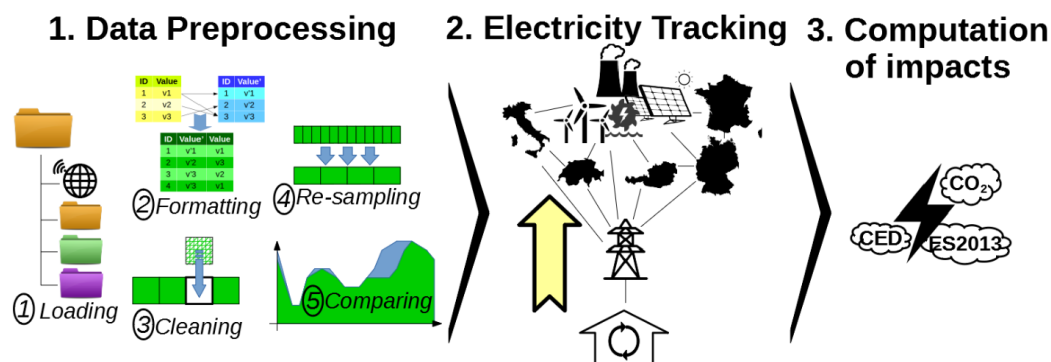 1. Data Preprocessing
2. Electricity Tracking
3. Computation
of impacts
ID Value
1 v1
2 v2
3 v3
ID Value'
1 v'1
2 v'2
3 v'3
ID Value' Value
1 v'1 v1
2 v'2 v3
3 v'3 v2
4 v'3 v1
② Formatting
④ Re-sampling
① Loading
③ Cleaning
⑤ Comparing
CO₂
CED
ES2013